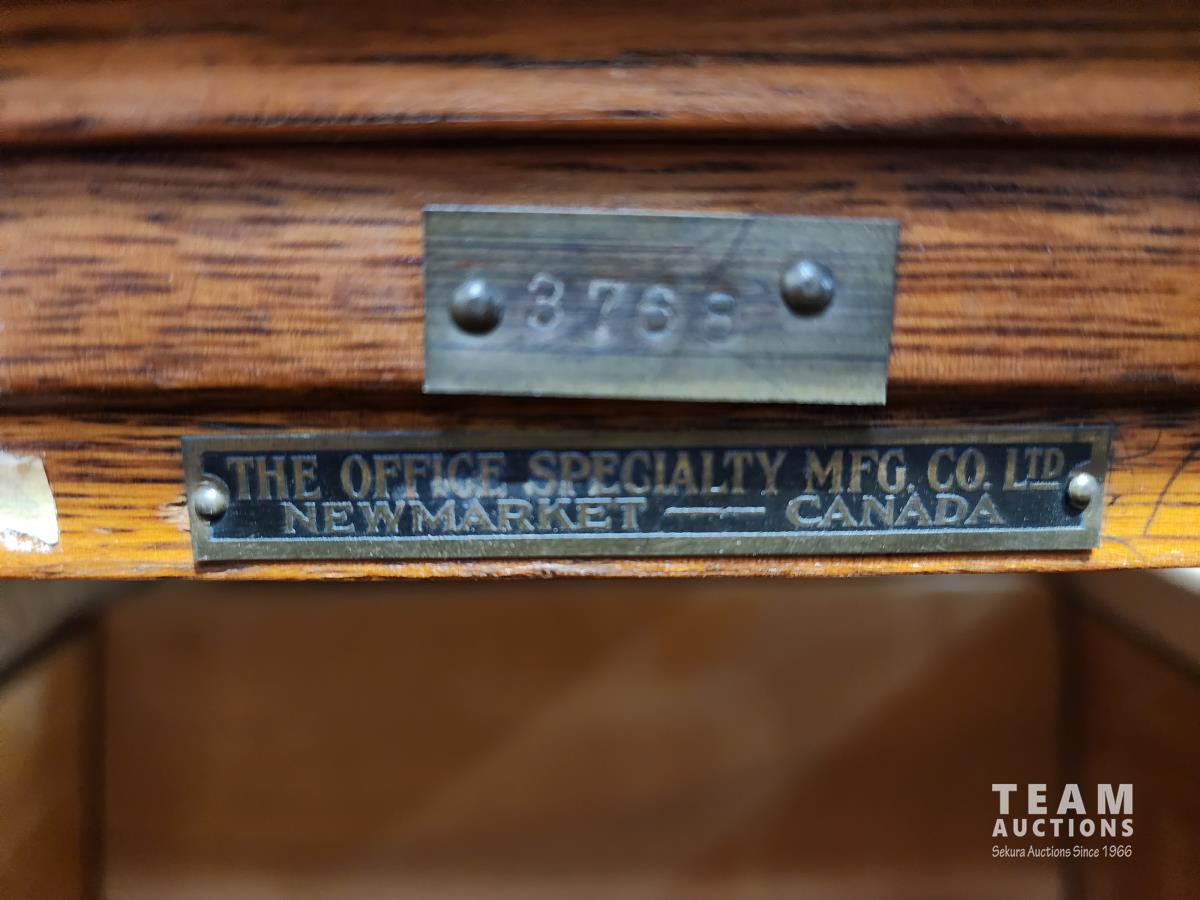 3768
THE OFFICE SPECIALTY MFG. CO. LTD
NEWMARKET — CANADA
TEAM
AUCTIONS
Sekura Auctions Since 1966